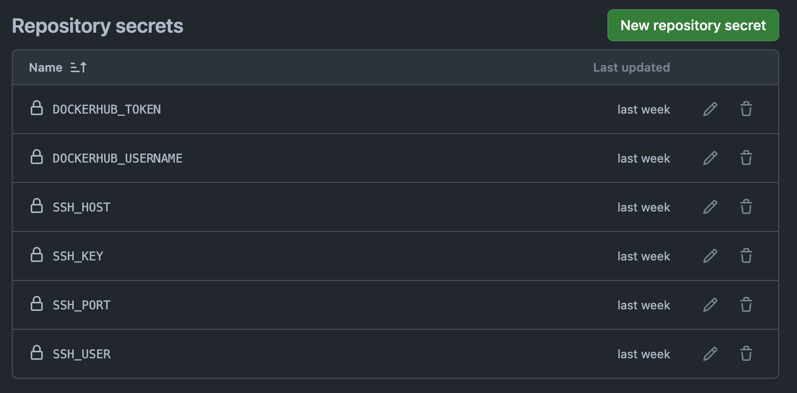 Repository secrets
New repository secret
Name
Last updated
DOCKERHUB_TOKEN
last week
DOCKERHUB_USERNAME
last week
SSH_HOST
last week
SSH_KEY
last week
SSH_PORT
last week
SSH_USER
last week